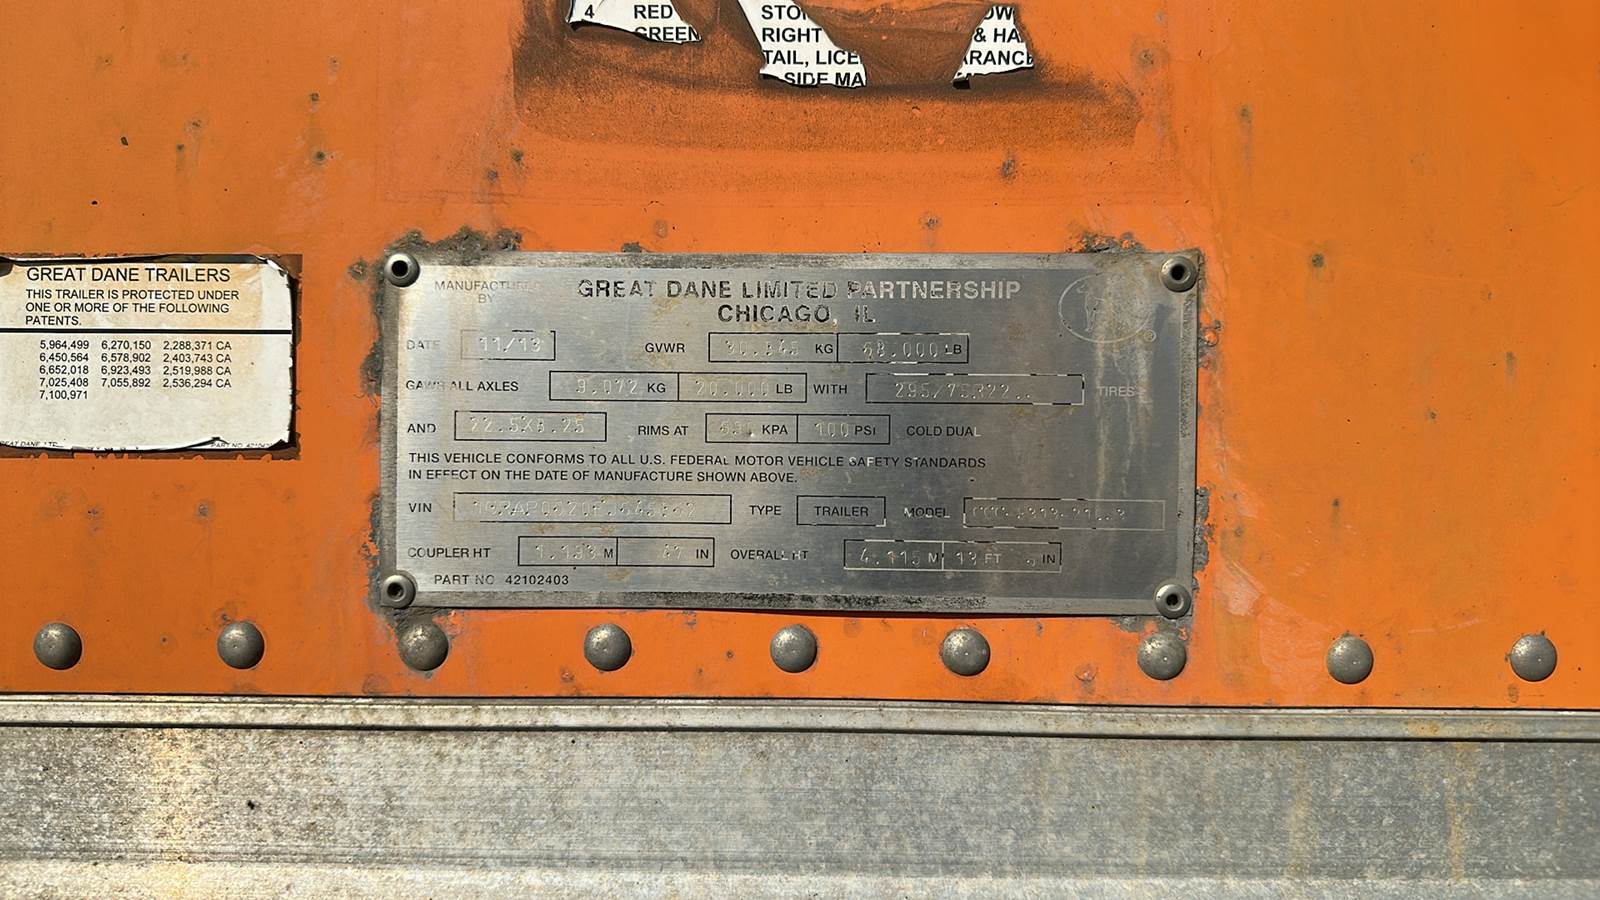 4 RED
GREEN
RIGHT & HA
TAIL, LICE
SIDE MA
GREAT DANE TRAILERS
THIS TRAILER IS PROTECTED UNDER
ONE OR MORE OF THE FOLLOWING
PATENTS.
5,964,499 6,270,150 2,288,371 CA
6,450,564 6,578,902 2,403,743 CA
6,652,018 6,923,493 2,519,988 CA
7,025,408 7,055,892 2,536,294 CA
7,100,971
MANUFACTURED BY
GREAT DANE LIMITED PARTNERSHIP
CHICAGO, IL
DATE 11/13 GVWR KG 68,000 LB
GAWR ALL AXLES 9,072 KG 20,000 LB WITH 295/75R22. TIRES
AND 22.5X8.25 RIMS AT KPA 100 PSI COLD DUAL
THIS VEHICLE CONFORMS TO ALL U.S. FEDERAL MOTOR VEHICLE SAFETY STANDARDS
IN EFFECT ON THE DATE OF MANUFACTURE SHOWN ABOVE.
VIN TYPE TRAILER MODEL
COUPLER HT M 47 IN OVERALL HT 4.115 M 13 FT IN
PART NO 42102403